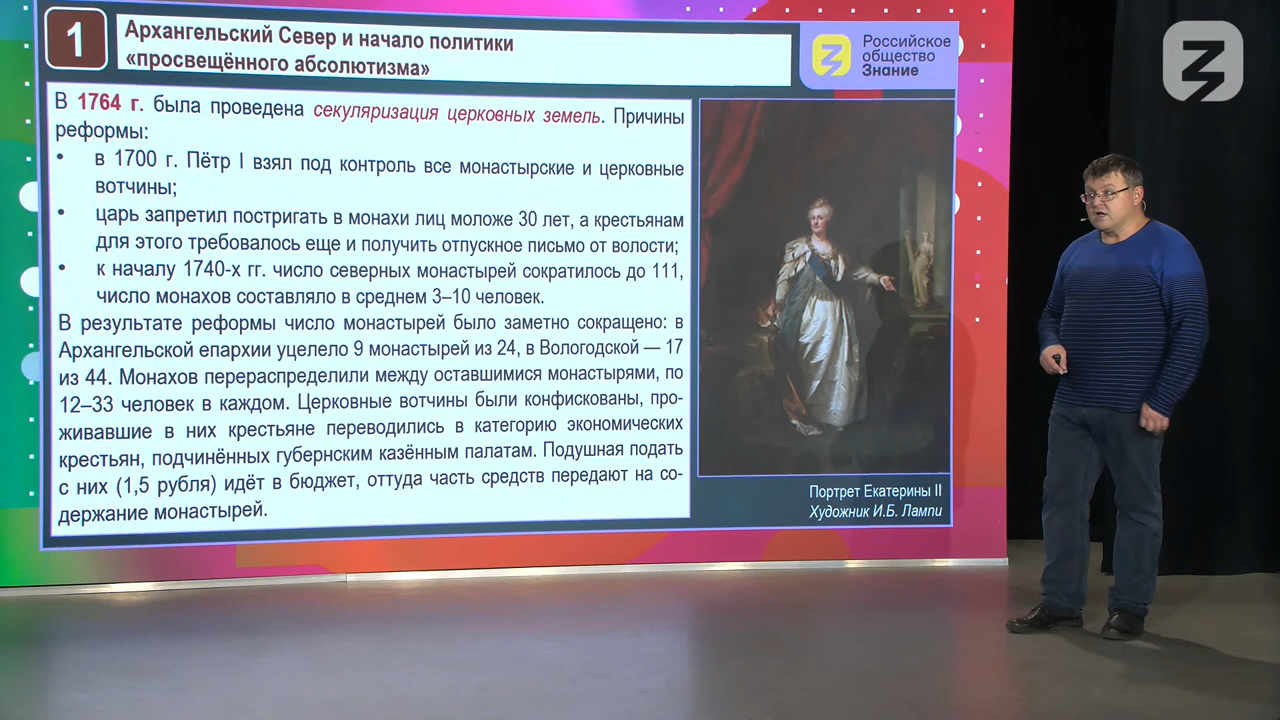 1
Архангельский Север и начало политики
«просвещённого абсолютизма»
Российское
общество
Знание
В 1764 г. была проведена секуляризация церковных земель. Причины
реформы:
• в 1700 г. Пётр I взял под контроль все монастырские и церковные
вотчины;
• царь запретил постригать в монахи лиц моложе 30 лет, а крестьянам
для этого требовалось еще и получить отпускное письмо от волости;
• к началу 1740-х гг. число северных монастырей сократилось до 111,
число монахов составляло в среднем 3–10 человек.
В результате реформы число монастырей было заметно сокращено: в
Архангельской епархии уцелело 9 монастырей из 24, в Вологодской — 17
из 44. Монахов перераспределили между оставшимися монастырями, по
12–33 человек в каждом. Церковные вотчины были конфискованы, про-
живавшие в них крестьяне переводились в категорию экономических
крестьян, подчинённых губернским казённым палатам. Подушная подать
с них (1,5 рубля) идёт в бюджет, оттуда часть средств передают на со-
держание монастырей.
Портрет Екатерины II
Художник И.Б. Лампи